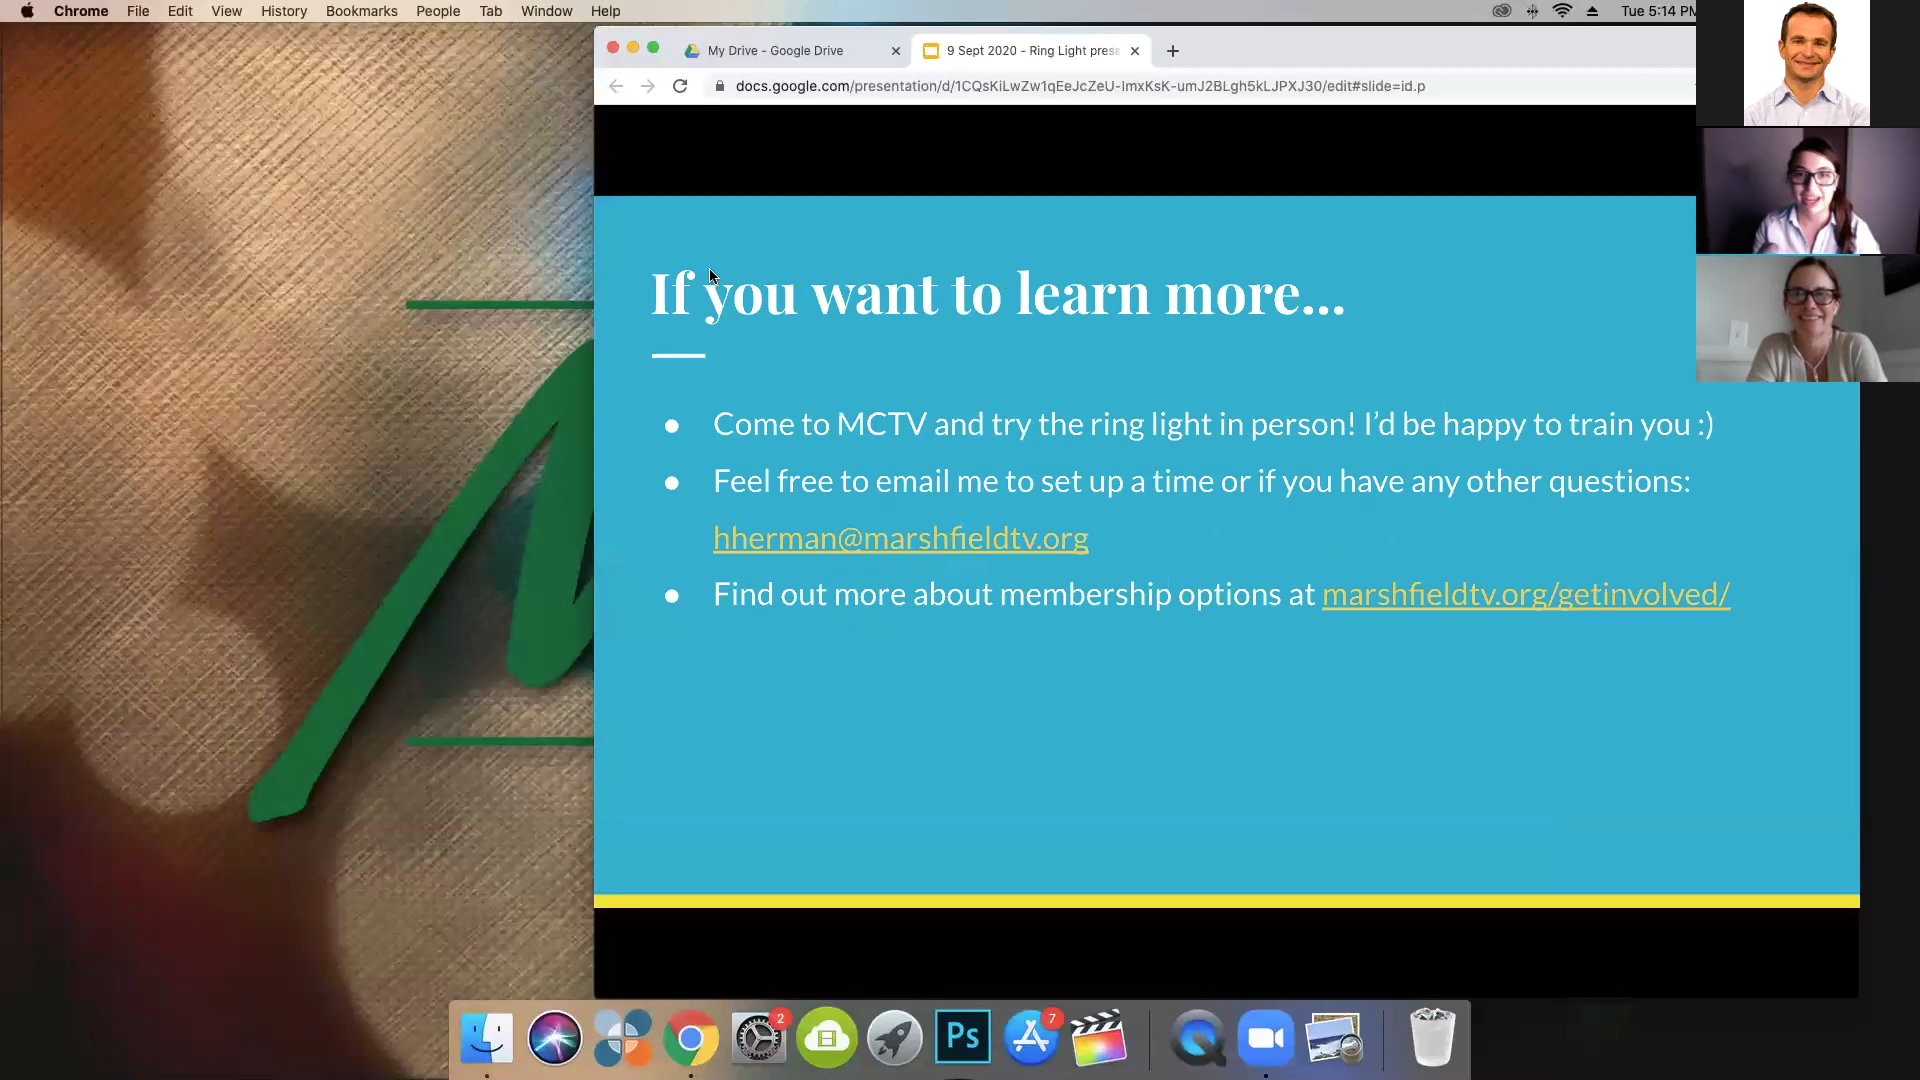 Chrome File Edit View History Bookmarks People Tab Window Help Tue 5:14 PM
My Drive - Google Drive
9 Sept 2020 - Ring Light prese
docs.google.com/presentation/d/1CQsKiLwZw1qEeJcZeU-ImxKsK-umJ2BLgh5kLJPXJ30/edit#slide=id.p
If you want to learn more...
● Come to MCTV and try the ring light in person! I’d be happy to train you :)
● Feel free to email me to set up a time or if you have any other questions:
hherman@marshfieldtv.org
● Find out more about membership options at marshfieldtv.org/getinvolved/
2
Ps
7